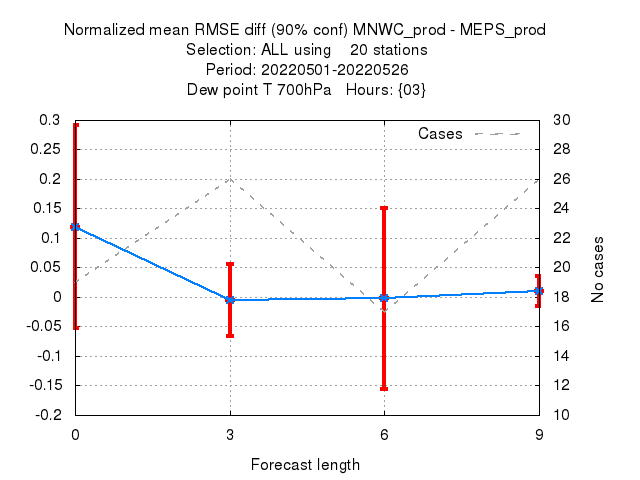 Normalized mean RMSE diff (90% conf) MNWC_prod - MEPS_prod
Selection: ALL using 20 stations
Period: 20220501-20220526
Dew point T 700hPa Hours: {03}
Cases
0.3
0.25
0.2
0.15
0.1
0.05
0
-0.05
-0.1
-0.15
-0.2
30
28
26
24
22
20
18
16
14
12
10
No cases
0 3 6 9
Forecast length